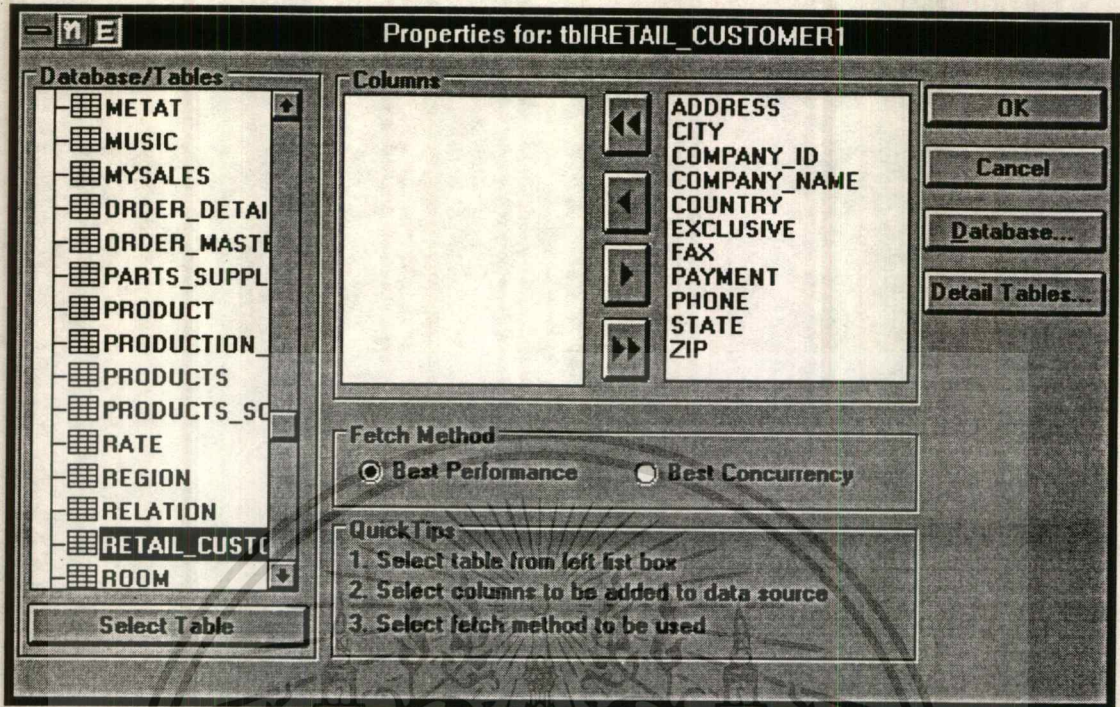 Properties for: tblRETAIL_CUSTOMER1
Database/Tables
METAT
MUSIC
MYSALES
ORDER_DETAI
ORDER_MASTE
PARTS_SUPPL
PRODUCT
PRODUCTION_
PRODUCTS
PRODUCTS_SC
RATE
REGION
RELATION
RETAIL_CUSTO
ROOM
Select Table
Columns
ADDRESS
CITY
COMPANY_ID
COMPANY_NAME
COUNTRY
EXCLUSIVE
FAX
PAYMENT
PHONE
STATE
ZIP
Fetch Method
Best Performance
Best Concurrency
QuickTips
1. Select table from left list box
2. Select columns to be added to data source
3. Select fetch method to be used
OK
Cancel
Database...
Detail Tables...